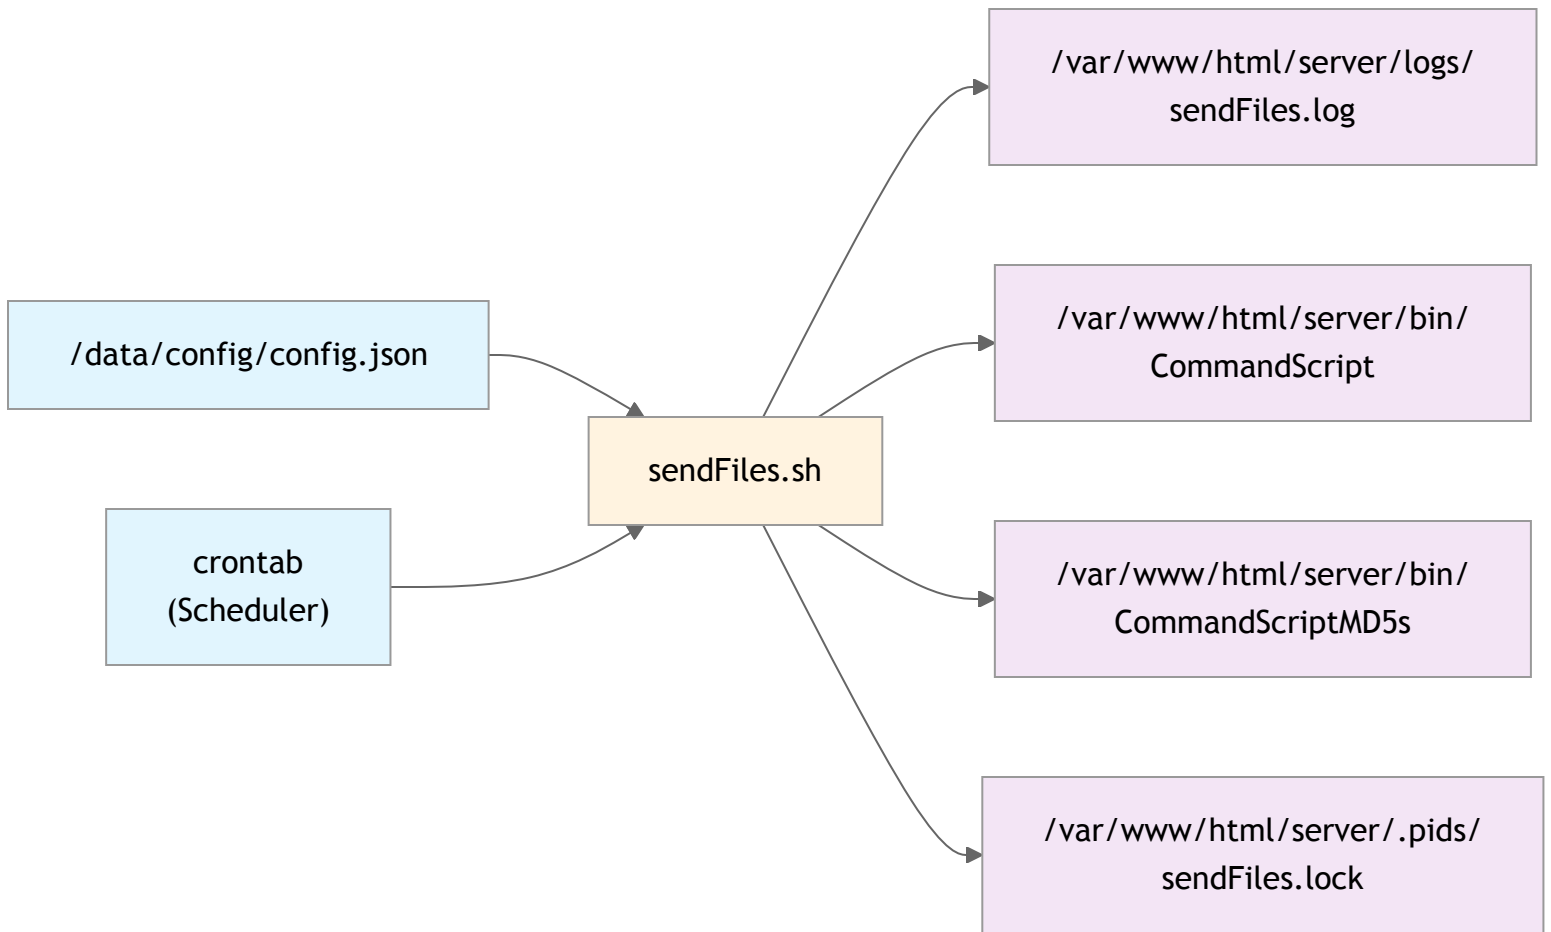 /var/www/html/server/logs/
sendFiles.log
/var/www/html/server/bin/
CommandScript
/data/config/config.json
sendFiles.sh
crontab
(Scheduler)
/var/www/html/server/bin/
CommandScriptMD5s
/var/www/html/server/.pids/
sendFiles.lock